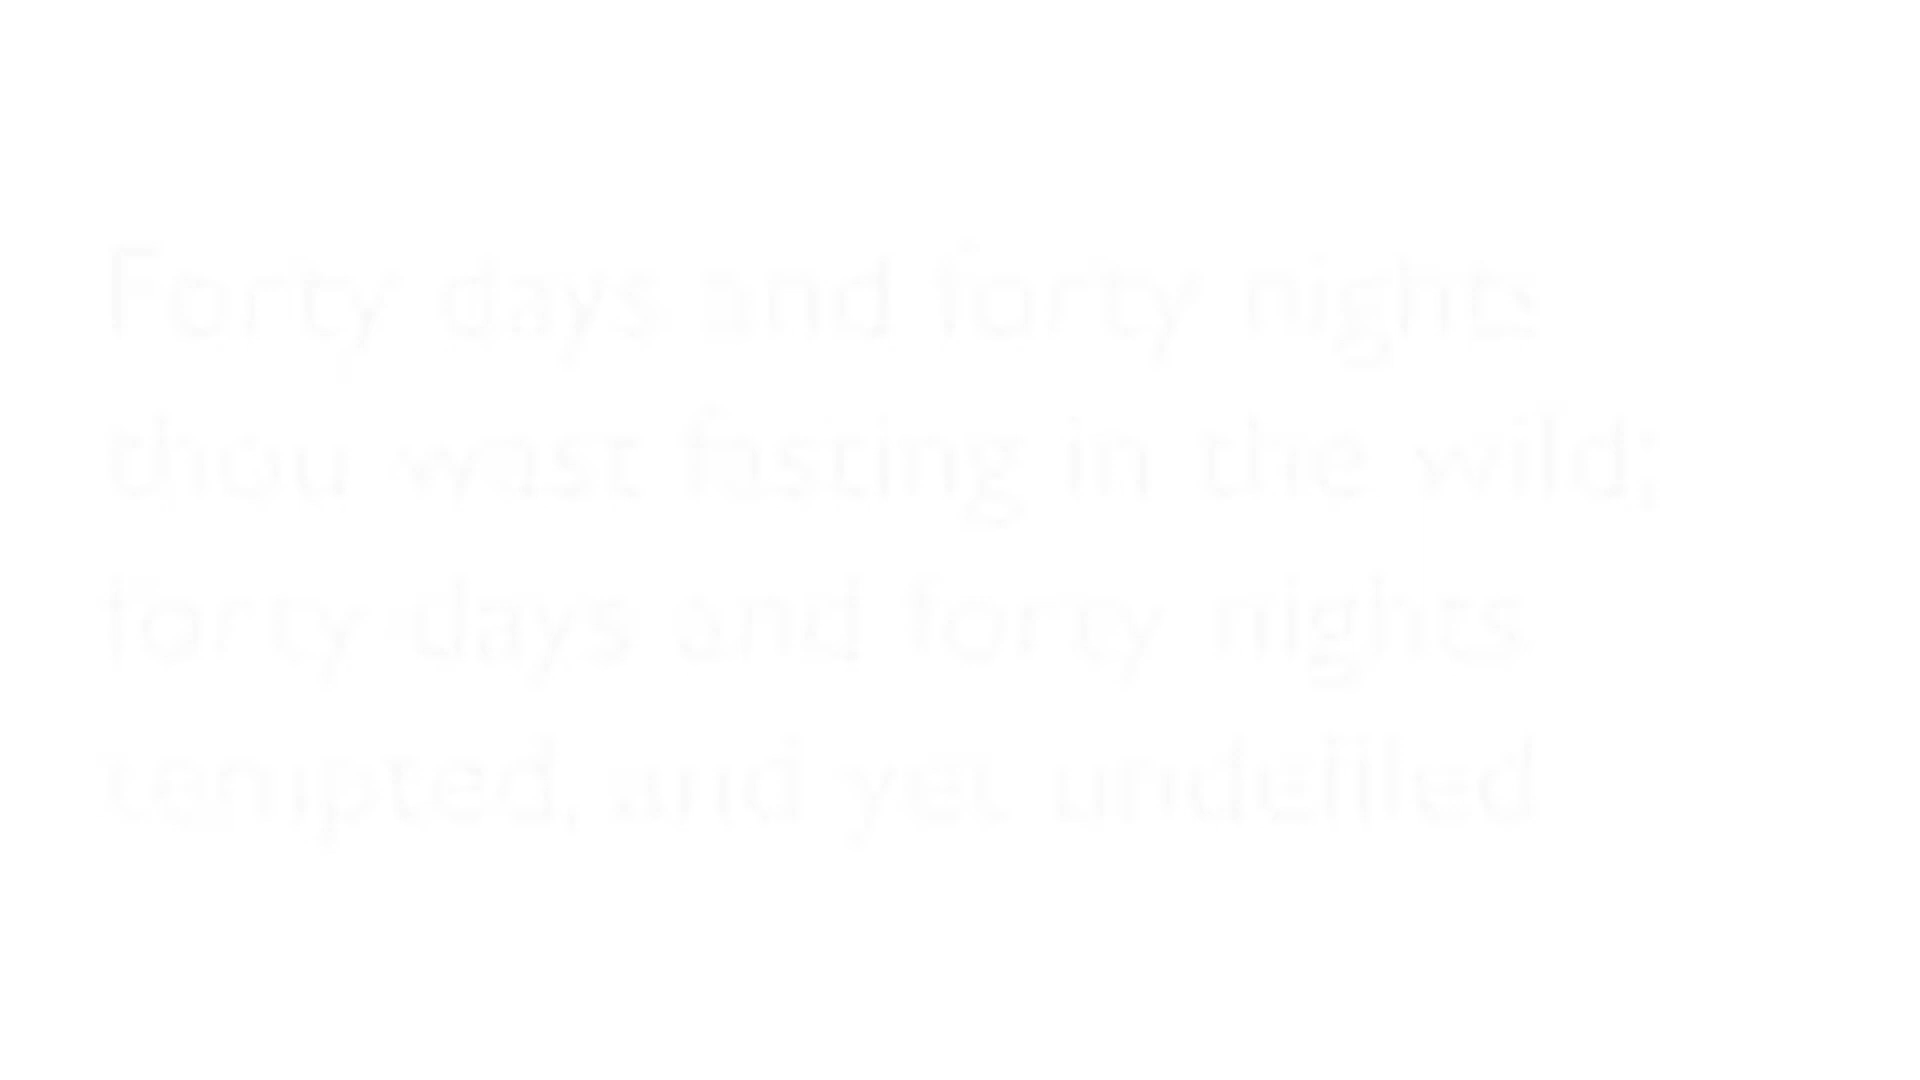 Forty days and forty nights
thou wast fasting in the wild;
forty days and forty nights
tempted, and yet undefiled